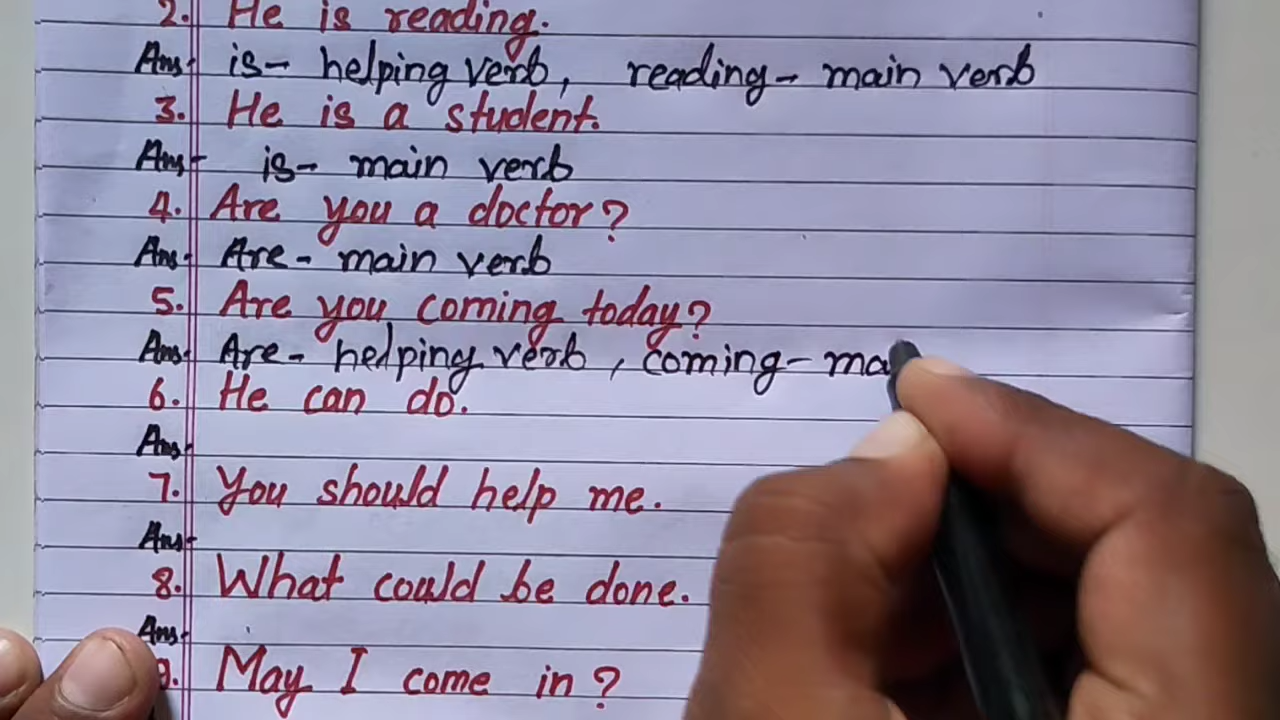 2. He is reading.
Ans- is- helping verb, reading- main verb
3. He is a student.
Ans- is- main verb
4. Are you a doctor?
Ans- Are- main verb
5. Are you coming today?
Ans- Are- helping verb, coming- ma
6. He can do.
Ans-
7. You should help me.
Ans-
8. What could be done.
Ans-
9. May I come in?